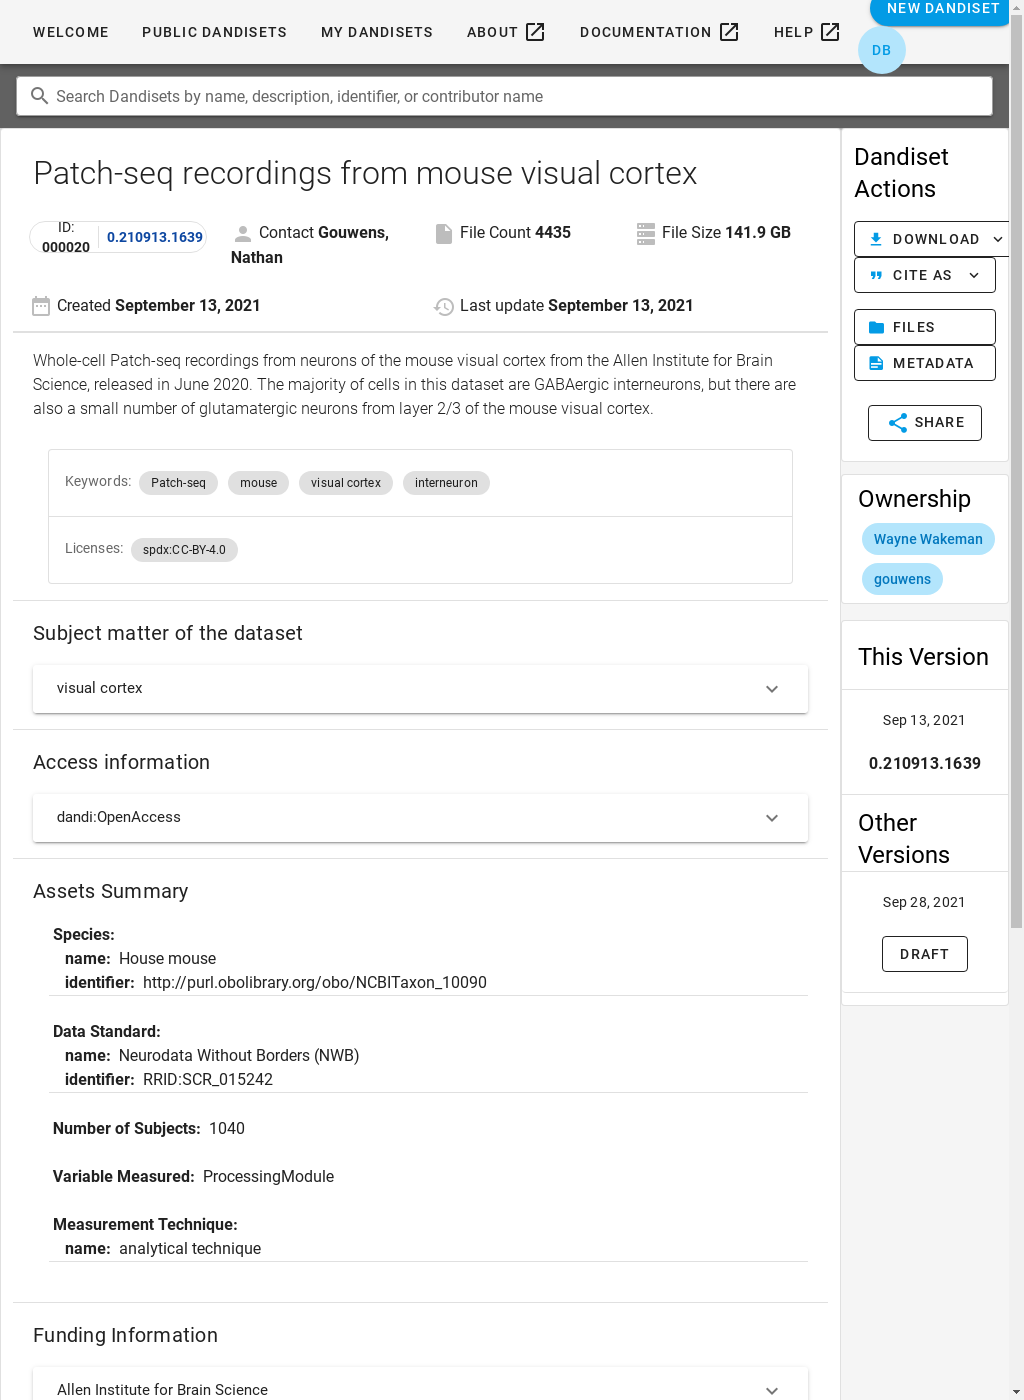 WELCOME
PUBLIC DANDISETS
MY DANDISETS
ABOUT
DOCUMENTATION
HELP
NEW DANDISET
DB
Search Dandisets by name, description, identifier, or contributor name
Patch-seq recordings from mouse visual cortex
ID:
000020
0.210913.1639
Contact Gouwens,
Nathan
File Count 4435
File Size 141.9 GB
Created September 13, 2021
Last update September 13, 2021
Whole-cell Patch-seq recordings from neurons of the mouse visual cortex from the Allen Institute for Brain
Science, released in June 2020. The majority of cells in this dataset are GABAergic interneurons, but there are
also a small number of glutamatergic neurons from layer 2/3 of the mouse visual cortex.
Keywords: Patch-seq mouse visual cortex interneuron
Licenses: spdx:CC-BY-4.0
Subject matter of the dataset
visual cortex
Access information
dandi:OpenAccess
Assets Summary
Species:
name: House mouse
identifier: http://purl.obolibrary.org/obo/NCBITaxon_10090
Data Standard:
name: Neurodata Without Borders (NWB)
identifier: RRID:SCR_015242
Number of Subjects: 1040
Variable Measured: ProcessingModule
Measurement Technique:
name: analytical technique
Funding Information
Allen Institute for Brain Science
Dandiset
Actions
DOWNLOAD
CITE AS
FILES
METADATA
SHARE
Ownership
Wayne Wakeman
gouwens
This Version
Sep 13, 2021
0.210913.1639
Other
Versions
Sep 28, 2021
DRAFT